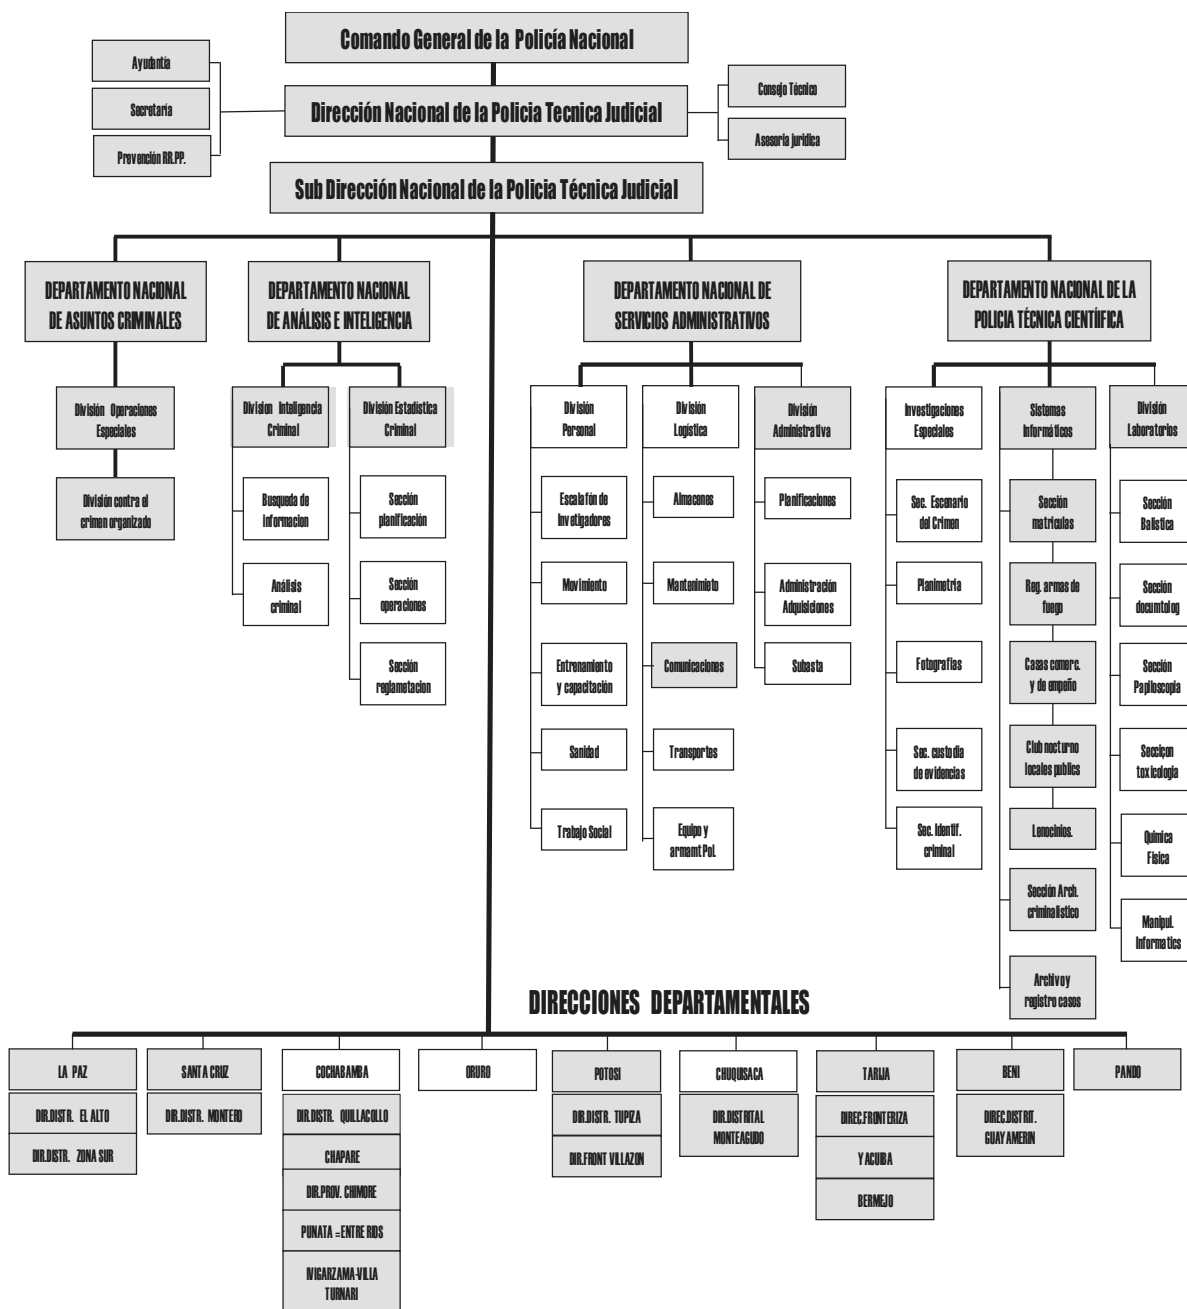 Comando General de la Policía Nacional
Ayudantía
Secretaría
Prevención RR.PP.
Dirección Nacional de la Policia Tecnica Judicial
Consejo Técnico
Asesoria juridica
Sub Dirección Nacional de la Policia Técnica Judicial
DEPARTAMENTO NACIONAL
DE ASUNTOS CRIMINALES
DEPARTAMENTO NACIONAL
DE ANÁLISIS E INTELIGENCIA
DEPARTAMENTO NACIONAL DE
SERVICIOS ADMINISTRATIVOS
DEPARTAMENTO NACIONAL DE LA
POLICIA TÉCNICA CIENTÍIFICA
División Operaciones
Especiales
División contra el
crimen organizado
Division Inteligencia
Criminal
Busqueda de
informacion
Análisis
criminal
División Estadística
Criminal
Sección
planificación
Sección
operaciones
Sección
reglametacion
División
Personal
Escalafón de
Investigadores
Movimiento
Entrenamiento
y capacitación
Sanidad
Trabajo Social
División
Logística
Almacenes
Mantenimieto
Comunicaciones
Transportes
Equipo y
armamt Pol.
División
Administrativa
Planificaciones
Administración
Adquisiciones
Subasta
Investigaciones
Especiales
Sec. Escenario
del Crimen
Planimetria
Fotografías
Sec. custodia
de evidencias
Sec. Identif.
criminal
Sistemas
Informáticos
Sección
matriculas
Reg. armas de
fuego
Casas comerc.
y de empeño
Club nocturno
locales publics
Lenocinios.
Sección Arch.
criminalistico
Archivo y
registro casos
División
Laboratorios
Sección
Balistica
Sección
documtolog
Sección
Papiloscopia
Secciçon
toxicologia
Quimica
Fisica
Manipul.
Informatics
DIRECCIONES DEPARTAMENTALES
LA PAZ
DIR.DISTR. EL ALTO
DIR.DISTR. ZONA SUR
SANTA CRUZ
DIR.DISTR. MONTERO
COCHABAMBA
DIR.DISTR. QUILLACOLLO
CHAPARE
DIR.PROV. CHIMORE
PUNATA =ENTRE RIOS
IVIGARZAMA-VILLA
TURNARI
ORURO
POTOSI
DIR.DISTR. TUPIZA
DIR.FRONT VILLAZON
CHUQUISACA
DIR.DISTRITAL
MONTEAGUDO
TARIJA
DIREC.FRONTERIZA
YACUIBA
BERMEJO
BENI
DIREC.DISTRIT.
GUAYAMERIN
PANDO